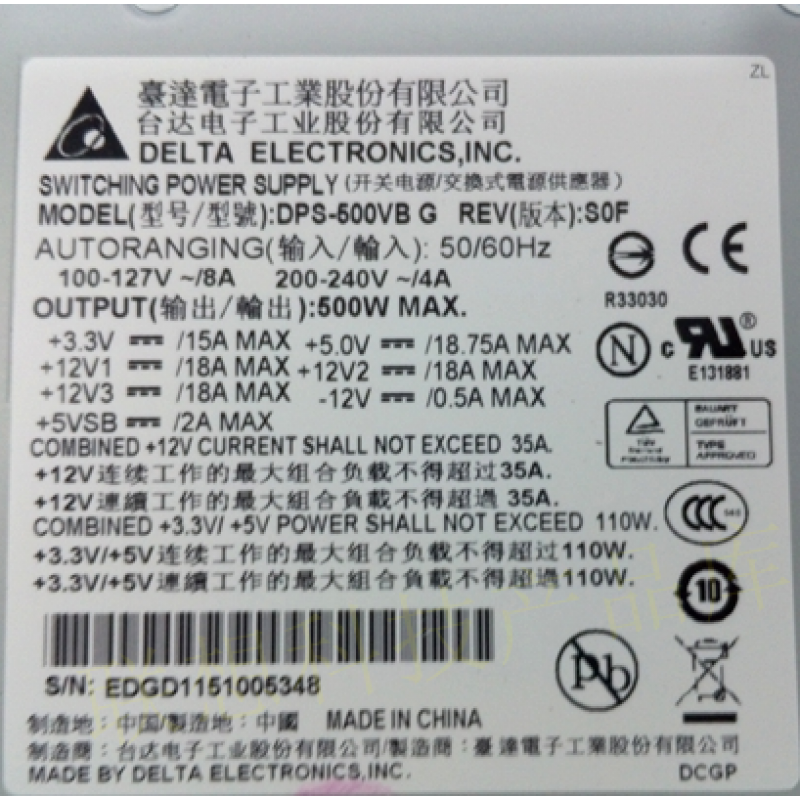 ZL
臺達電子工業股份有限公司
台达电子工业股份有限公司
DELTA ELECTRONICS,INC.
SWITCHING POWER SUPPLY (开关电源/交換式電源供應器)
MODEL(型号/型號):DPS-500VB G REV(版本):S0F
AUTORANGING(输入/輸入): 50/60Hz
100-127V ~/8A 200-240V ~/4A
R33030
OUTPUT(输出/輸出):500W MAX.
+3.3V /15A MAX +5.0V /18.75A MAX
+12V1 /18A MAX +12V2 /18A MAX
+12V3 /18A MAX -12V /0.5A MAX
+5VSB /2A MAX
N
c RU ® US
E131881
BAUART
GEPRÜFT
TYPE
APPROVED
COMBINED +12V CURRENT SHALL NOT EXCEED 35A.
+12V连续工作的最大组合负载不得超过35A.
+12V連續工作的最大組合負載不得超過35A.
COMBINED +3.3V/ +5V POWER SHALL NOT EXCEED 110W.
+3.3V/+5V连续工作的最大组合负载不得超过110W.
+3.3V/+5V連續工作的最大組合負載不得超過110W.
CCC
10
Pb
S/N: EDGD1151005348
制造地: 中国/製造地: 中國 MADE IN CHINA
制造商: 台达电子工业股份有限公司/製造商: 臺達電子工業股份有限公司
MADE BY DELTA ELECTRONICS,INC.
DCGP